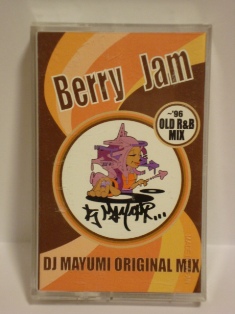 Berry Jam
~'96
OLD R&B
MIX
DJ MAYUMI ORIGINAL MIX